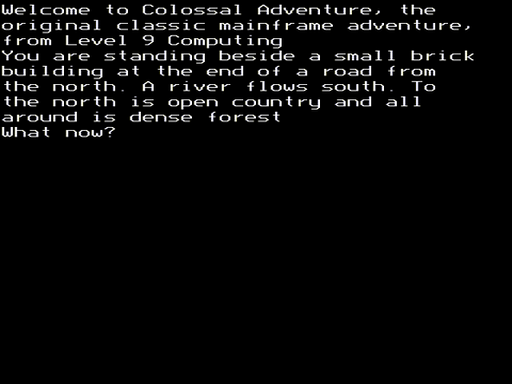 Welcome to Colossal Adventure, the
original classic mainframe adventure,
from Level 9 Computing
You are standing beside a small brick
building at the end of a road from
the north. A river flows south. To
the north is open country and all
around is dense forest
What now?